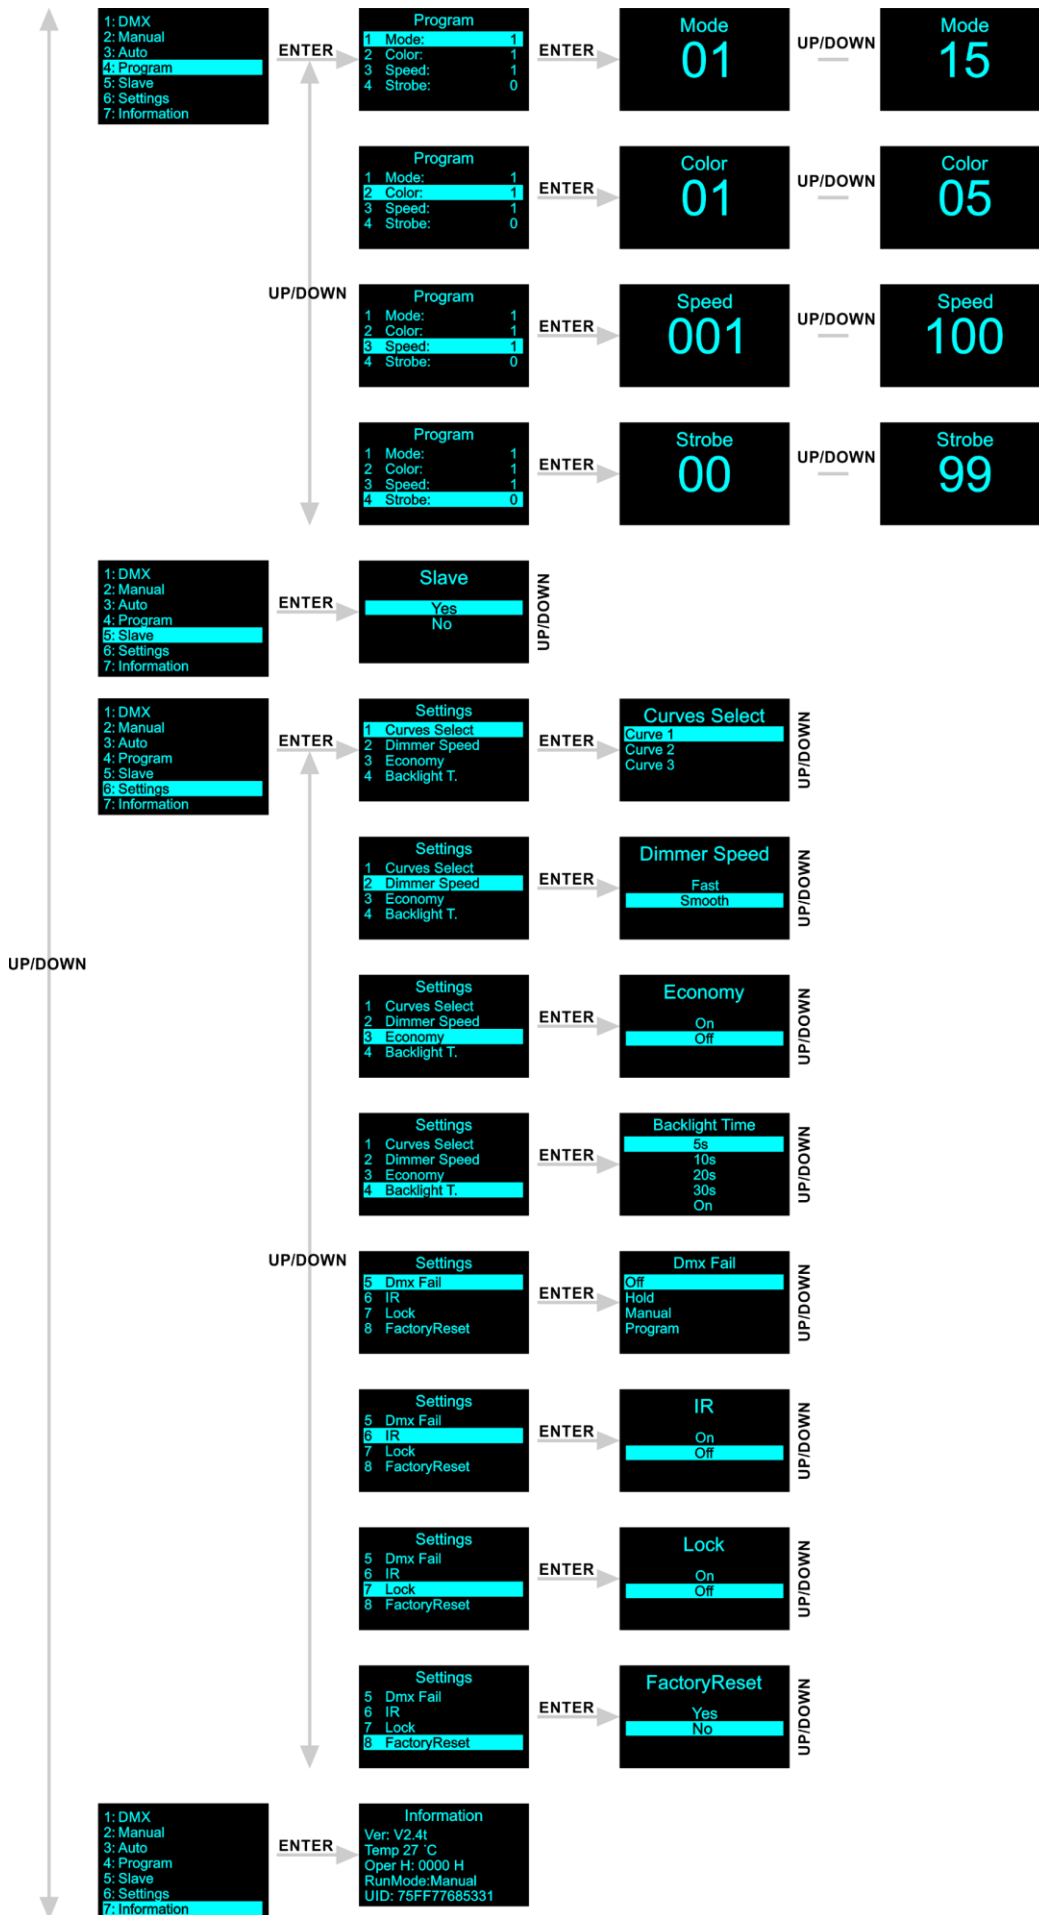 1: DMX
2: Manual
3: Auto
4: Program
5: Slave
6: Settings
7: Information
ENTER
Program
1 Mode: 1
2 Color: 1
3 Speed: 1
4 Strobe: 0
ENTER
Mode
01
UP/DOWN
Mode
15
Program
1 Mode: 1
2 Color: 1
3 Speed: 1
4 Strobe: 0
ENTER
Color
01
UP/DOWN
Color
05
UP/DOWN
Program
1 Mode: 1
2 Color: 1
3 Speed: 1
4 Strobe: 0
ENTER
Speed
001
UP/DOWN
Speed
100
Program
1 Mode: 1
2 Color: 1
3 Speed: 1
4 Strobe: 0
ENTER
Strobe
00
UP/DOWN
Strobe
99
1: DMX
2: Manual
3: Auto
4: Program
5: Slave
6: Settings
7: Information
ENTER
Slave
Yes
No
UP/DOWN
1: DMX
2: Manual
3: Auto
4: Program
5: Slave
6: Settings
7: Information
ENTER
Settings
1 Curves Select
2 Dimmer Speed
3 Economy
4 Backlight T.
ENTER
Curves Select
Curve 1
Curve 2
Curve 3
UP/DOWN
Settings
1 Curves Select
2 Dimmer Speed
3 Economy
4 Backlight T.
ENTER
Dimmer Speed
Fast
Smooth
UP/DOWN
UP/DOWN
Settings
1 Curves Select
2 Dimmer Speed
3 Economy
4 Backlight T.
ENTER
Economy
On
Off
UP/DOWN
Settings
1 Curves Select
2 Dimmer Speed
3 Economy
4 Backlight T.
ENTER
Backlight Time
5s
10s
20s
30s
On
UP/DOWN
UP/DOWN
Settings
5 Dmx Fail
6 IR
7 Lock
8 FactoryReset
ENTER
Dmx Fail
Off
Hold
Manual
Program
UP/DOWN
Settings
5 Dmx Fail
6 IR
7 Lock
8 FactoryReset
ENTER
IR
On
Off
UP/DOWN
Settings
5 Dmx Fail
6 IR
7 Lock
8 FactoryReset
ENTER
Lock
On
Off
UP/DOWN
Settings
5 Dmx Fail
6 IR
7 Lock
8 FactoryReset
ENTER
FactoryReset
Yes
No
UP/DOWN
1: DMX
2: Manual
3: Auto
4: Program
5: Slave
6: Settings
7: Information
ENTER
Information
Ver: V2.4t
Temp 27 °C
Oper H: 0000 H
RunMode:Manual
UID: 75FF77685331